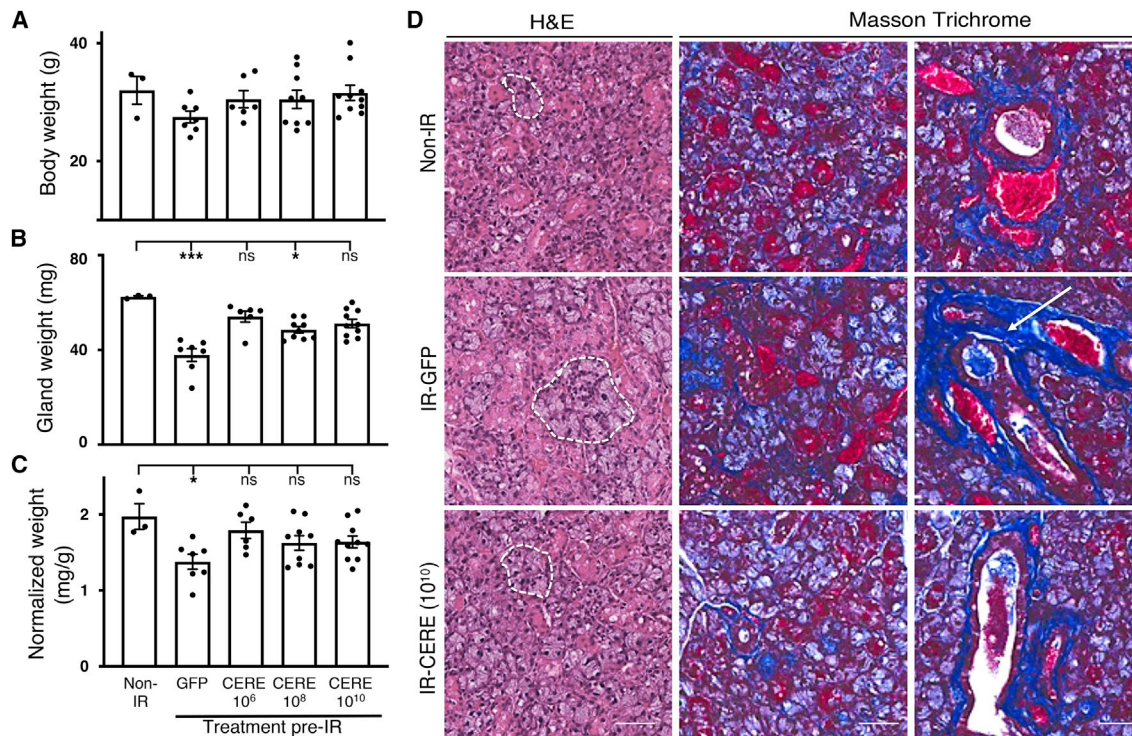 A
Body weight (g)
40
20
B
Gland weight (mg)
80
40
0
*** ns * ns
C
Normalized weight
(mg/g)
2
1
0
* ns ns ns
Non-
IR
GFP
CERE
10⁶
CERE
10⁸
CERE
10¹⁰
Treatment pre-IR
D
H&E
Masson Trichrome
Non-IR
IR-GFP
IR-CERE (10¹⁰)